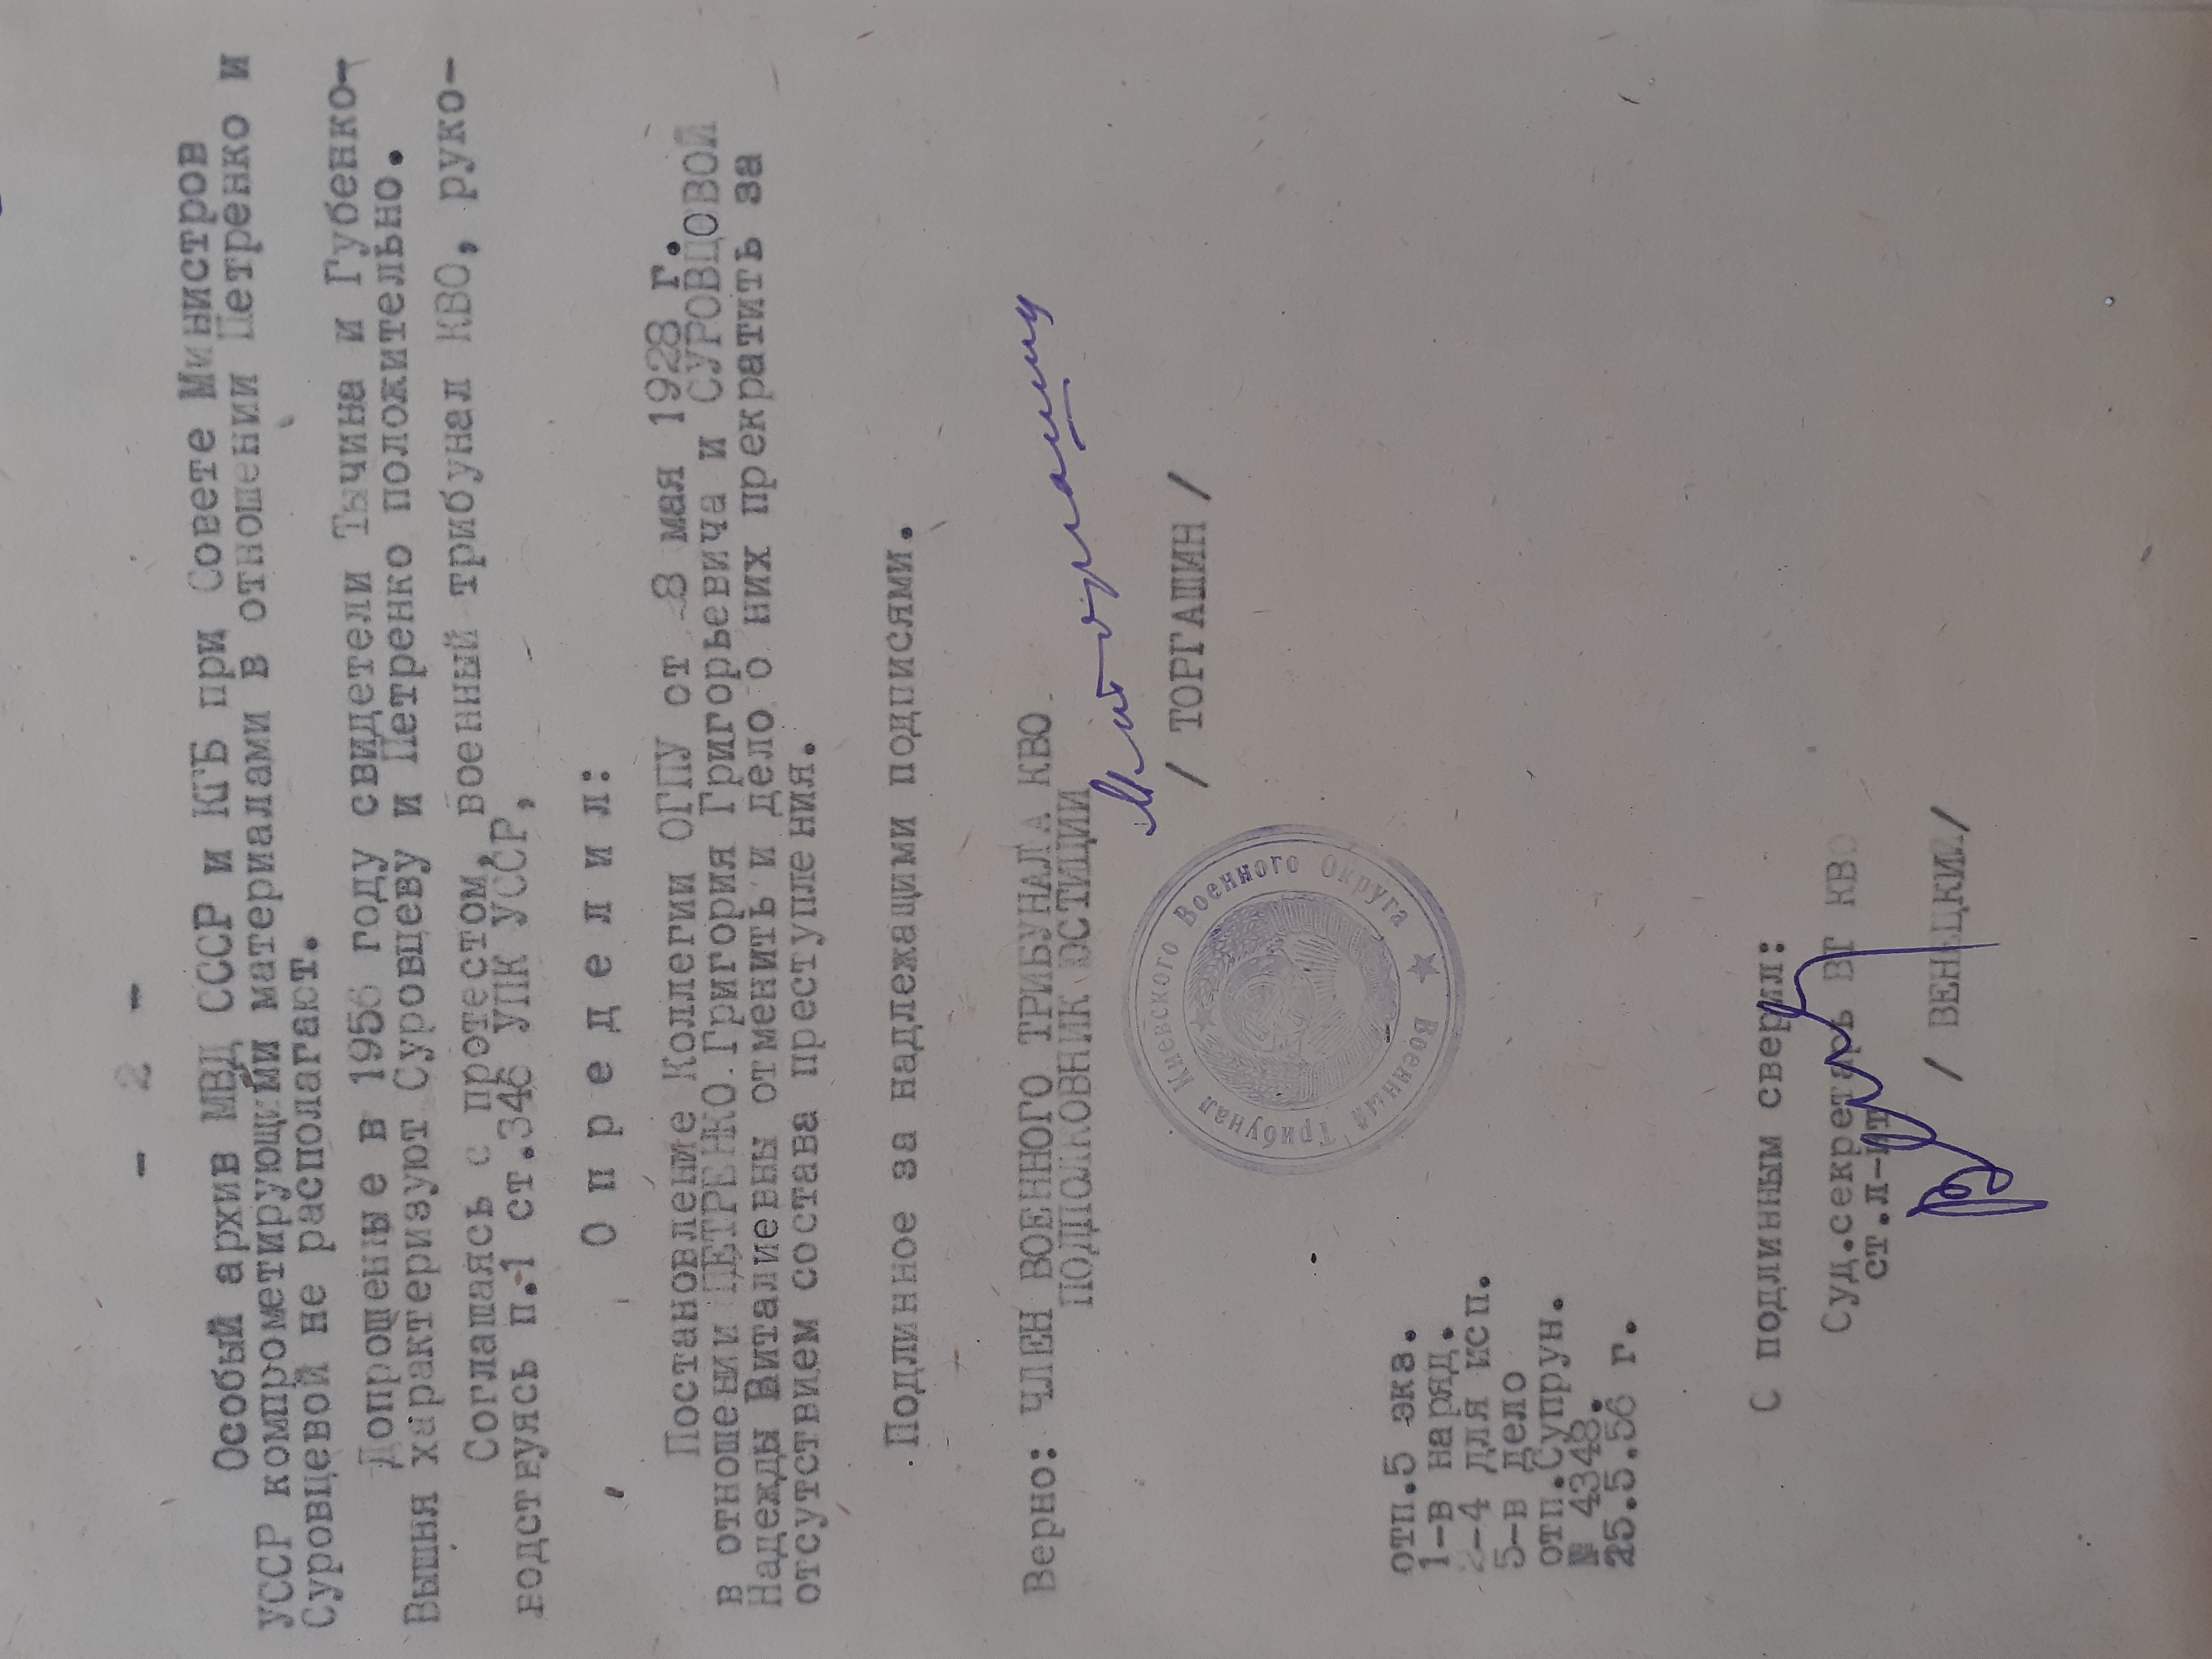 - 2 -
Особый архив МВД СССР и КГБ при Совете Министров
УССР компрометирующими материалами в отношении Петренко и
Суровцевой не располагают.
Допрошены е в 1956 году свидетели Тычина и Губенко-
Вышня характеризуют Суровцеву и Петренко положительно.
Соглашаясь с протестом, военный трибунал КВО, руко-
водствуясь п.1 ст.346 УПК УССР,
О п р е д е л и л :
Постановление Коллегии ОГПУ от 8 мая 1928 г.
в отношении ПЕТРЕНКО Григория Григорьевича и СУРОВЦОВОЙ
Надежды Виталиевны отменить и дело о них прекратить за
отсутствием состава преступления.
Подлинное за надлежащими подписями.
Верно: ЧЛЕН ВОЕННОГО ТРИБУНАЛА КВО
ПОДПОЛКОВНИК ЮСТИЦИИ
/ ТОРГАШИН /
Военный Трибунал Киевского Военного Округа
отп.5 экз.
1-в наряд.
2-4 для исп.
5-в дело
отп.Супрун.
№ 4348.
25.5.56 г.
С подлинным сверил:
Суд.секретарь ВТ КВО
ст.л-нт
/ ВЕНЕЦКИЙ/